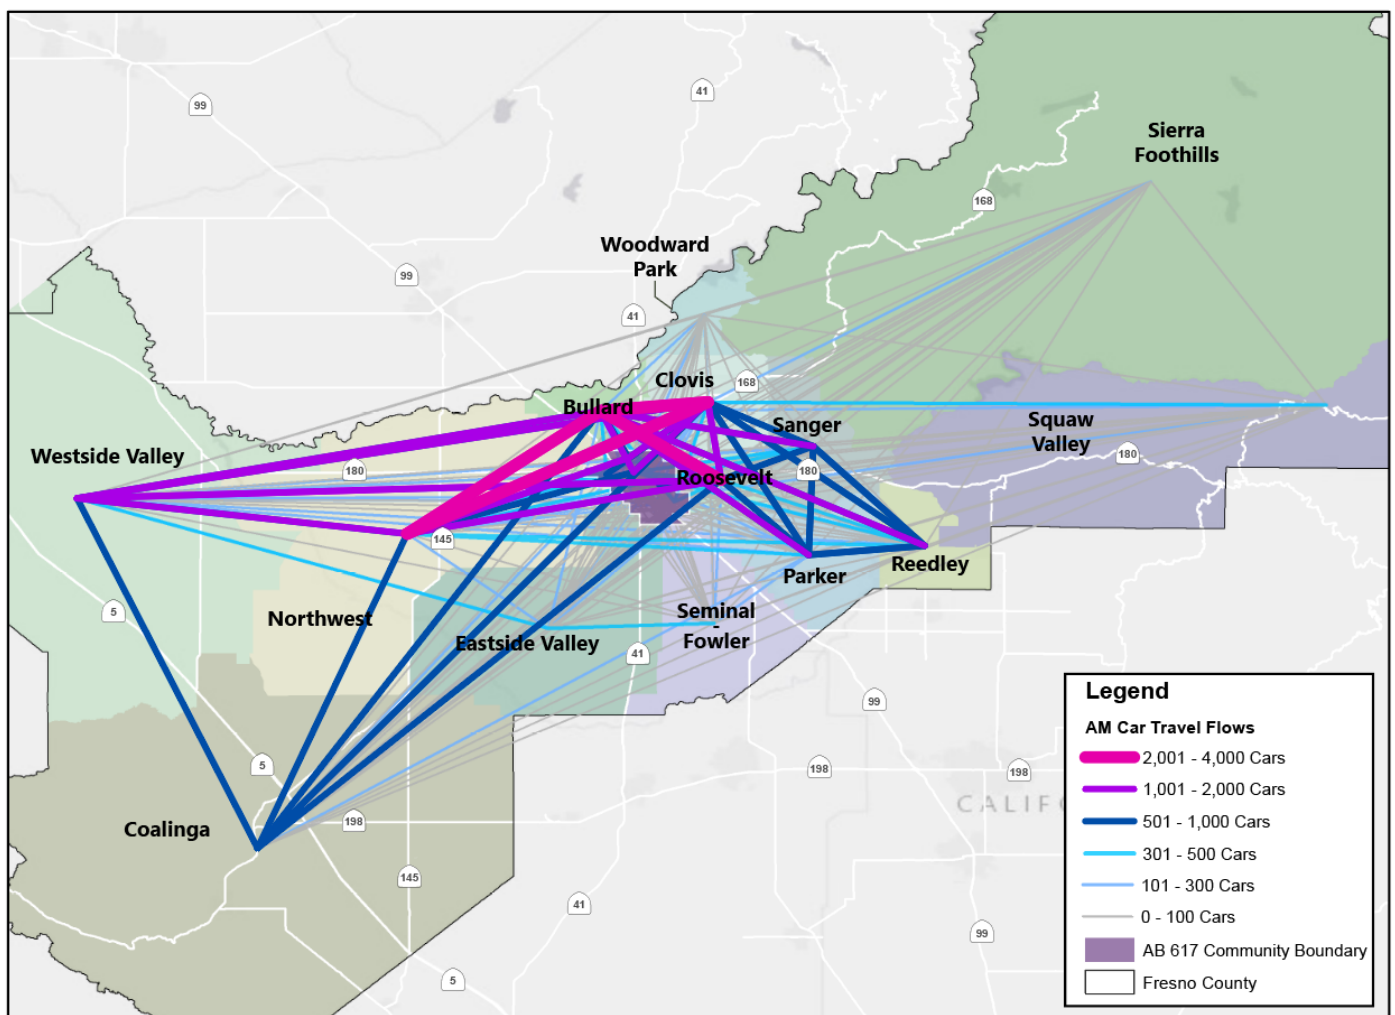 99
41
Sierra
Foothills
168
Woodward
Park
99
41
Clovis
168
Bullard
Sanger
Squaw
Valley
Westside Valley
180
180
Roosevelt
180
145
Parker
Reedley
5
Northwest
Seminal
-
Fowler
Eastside Valley
41
99
5
198
198
CALIFO
Coalinga
198
145
41
99
5
Legend
AM Car Travel Flows
2,001 - 4,000 Cars
1,001 - 2,000 Cars
501 - 1,000 Cars
301 - 500 Cars
101 - 300 Cars
0 - 100 Cars
AB 617 Community Boundary
Fresno County